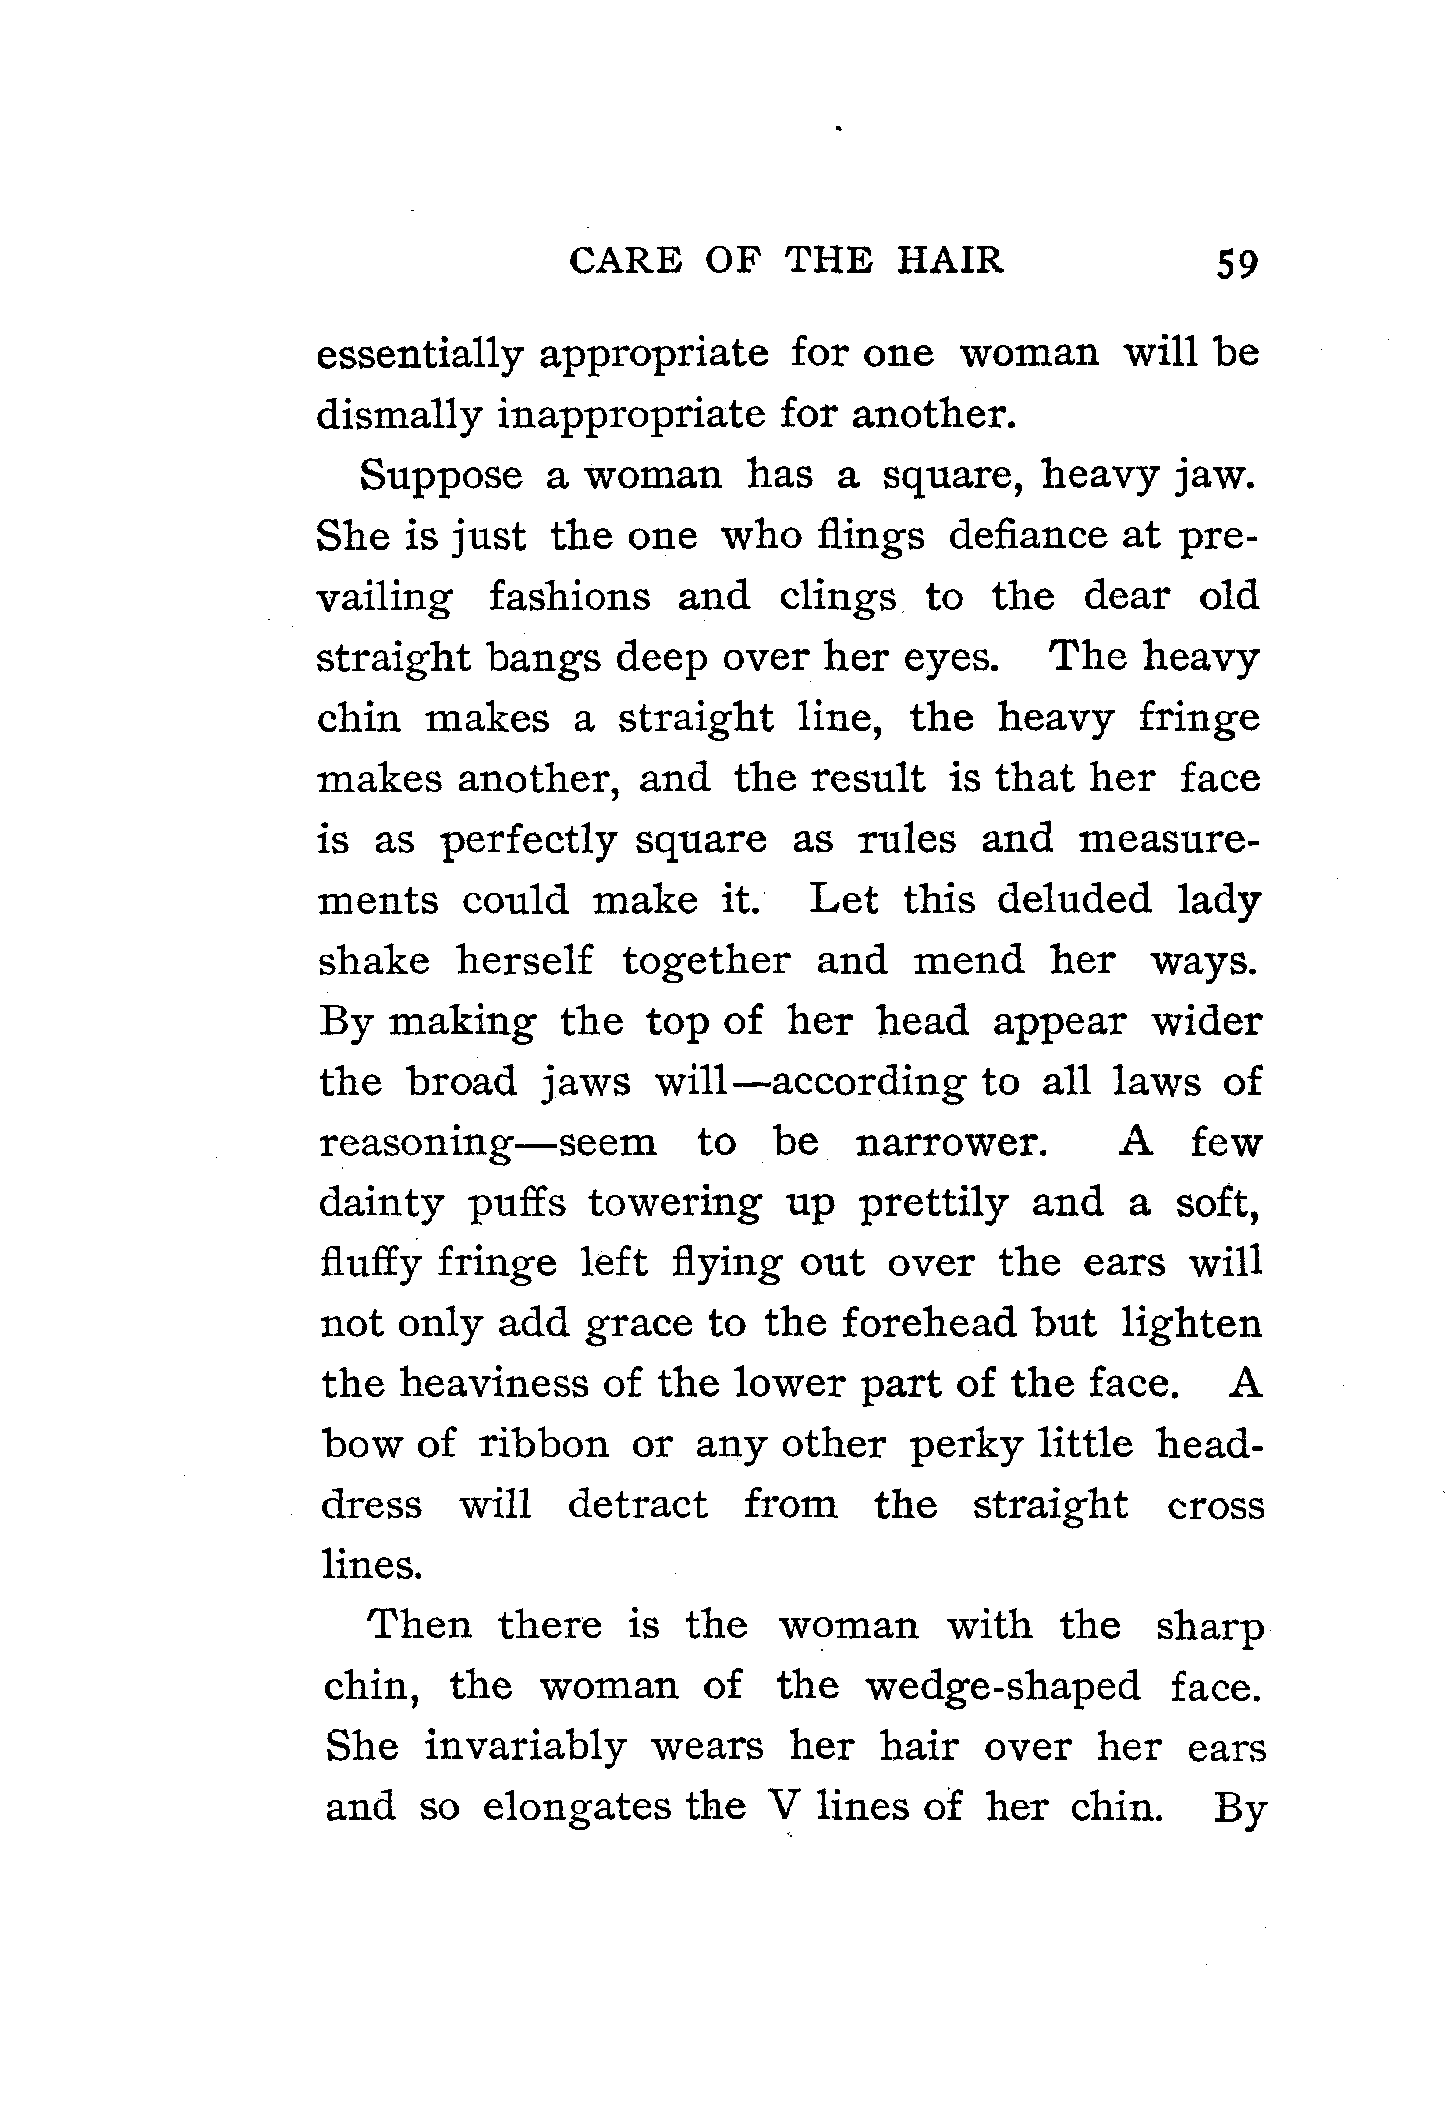 CARE OF THE HAIR 59
essentially appropriate for one woman will be
dismally inappropriate for another.
Suppose a woman has a square, heavy jaw.
She is just the one who flings defiance at pre-
vailing fashions and clings to the dear old
straight bangs deep over her eyes. The heavy
chin makes a straight line, the heavy fringe
makes another, and the result is that her face
is as perfectly square as rules and measure-
ments could make it. Let this deluded lady
shake herself together and mend her ways.
By making the top of her head appear wider
the broad jaws will—according to all laws of
reasoning—seem to be narrower. A few
dainty puffs towering up prettily and a soft,
fluffy fringe left flying out over the ears will
not only add grace to the forehead but lighten
the heaviness of the lower part of the face. A
bow of ribbon or any other perky little head-
dress will detract from the straight cross
lines.
Then there is the woman with the sharp
chin, the woman of the wedge-shaped face.
She invariably wears her hair over her ears
and so elongates the V lines of her chin. By